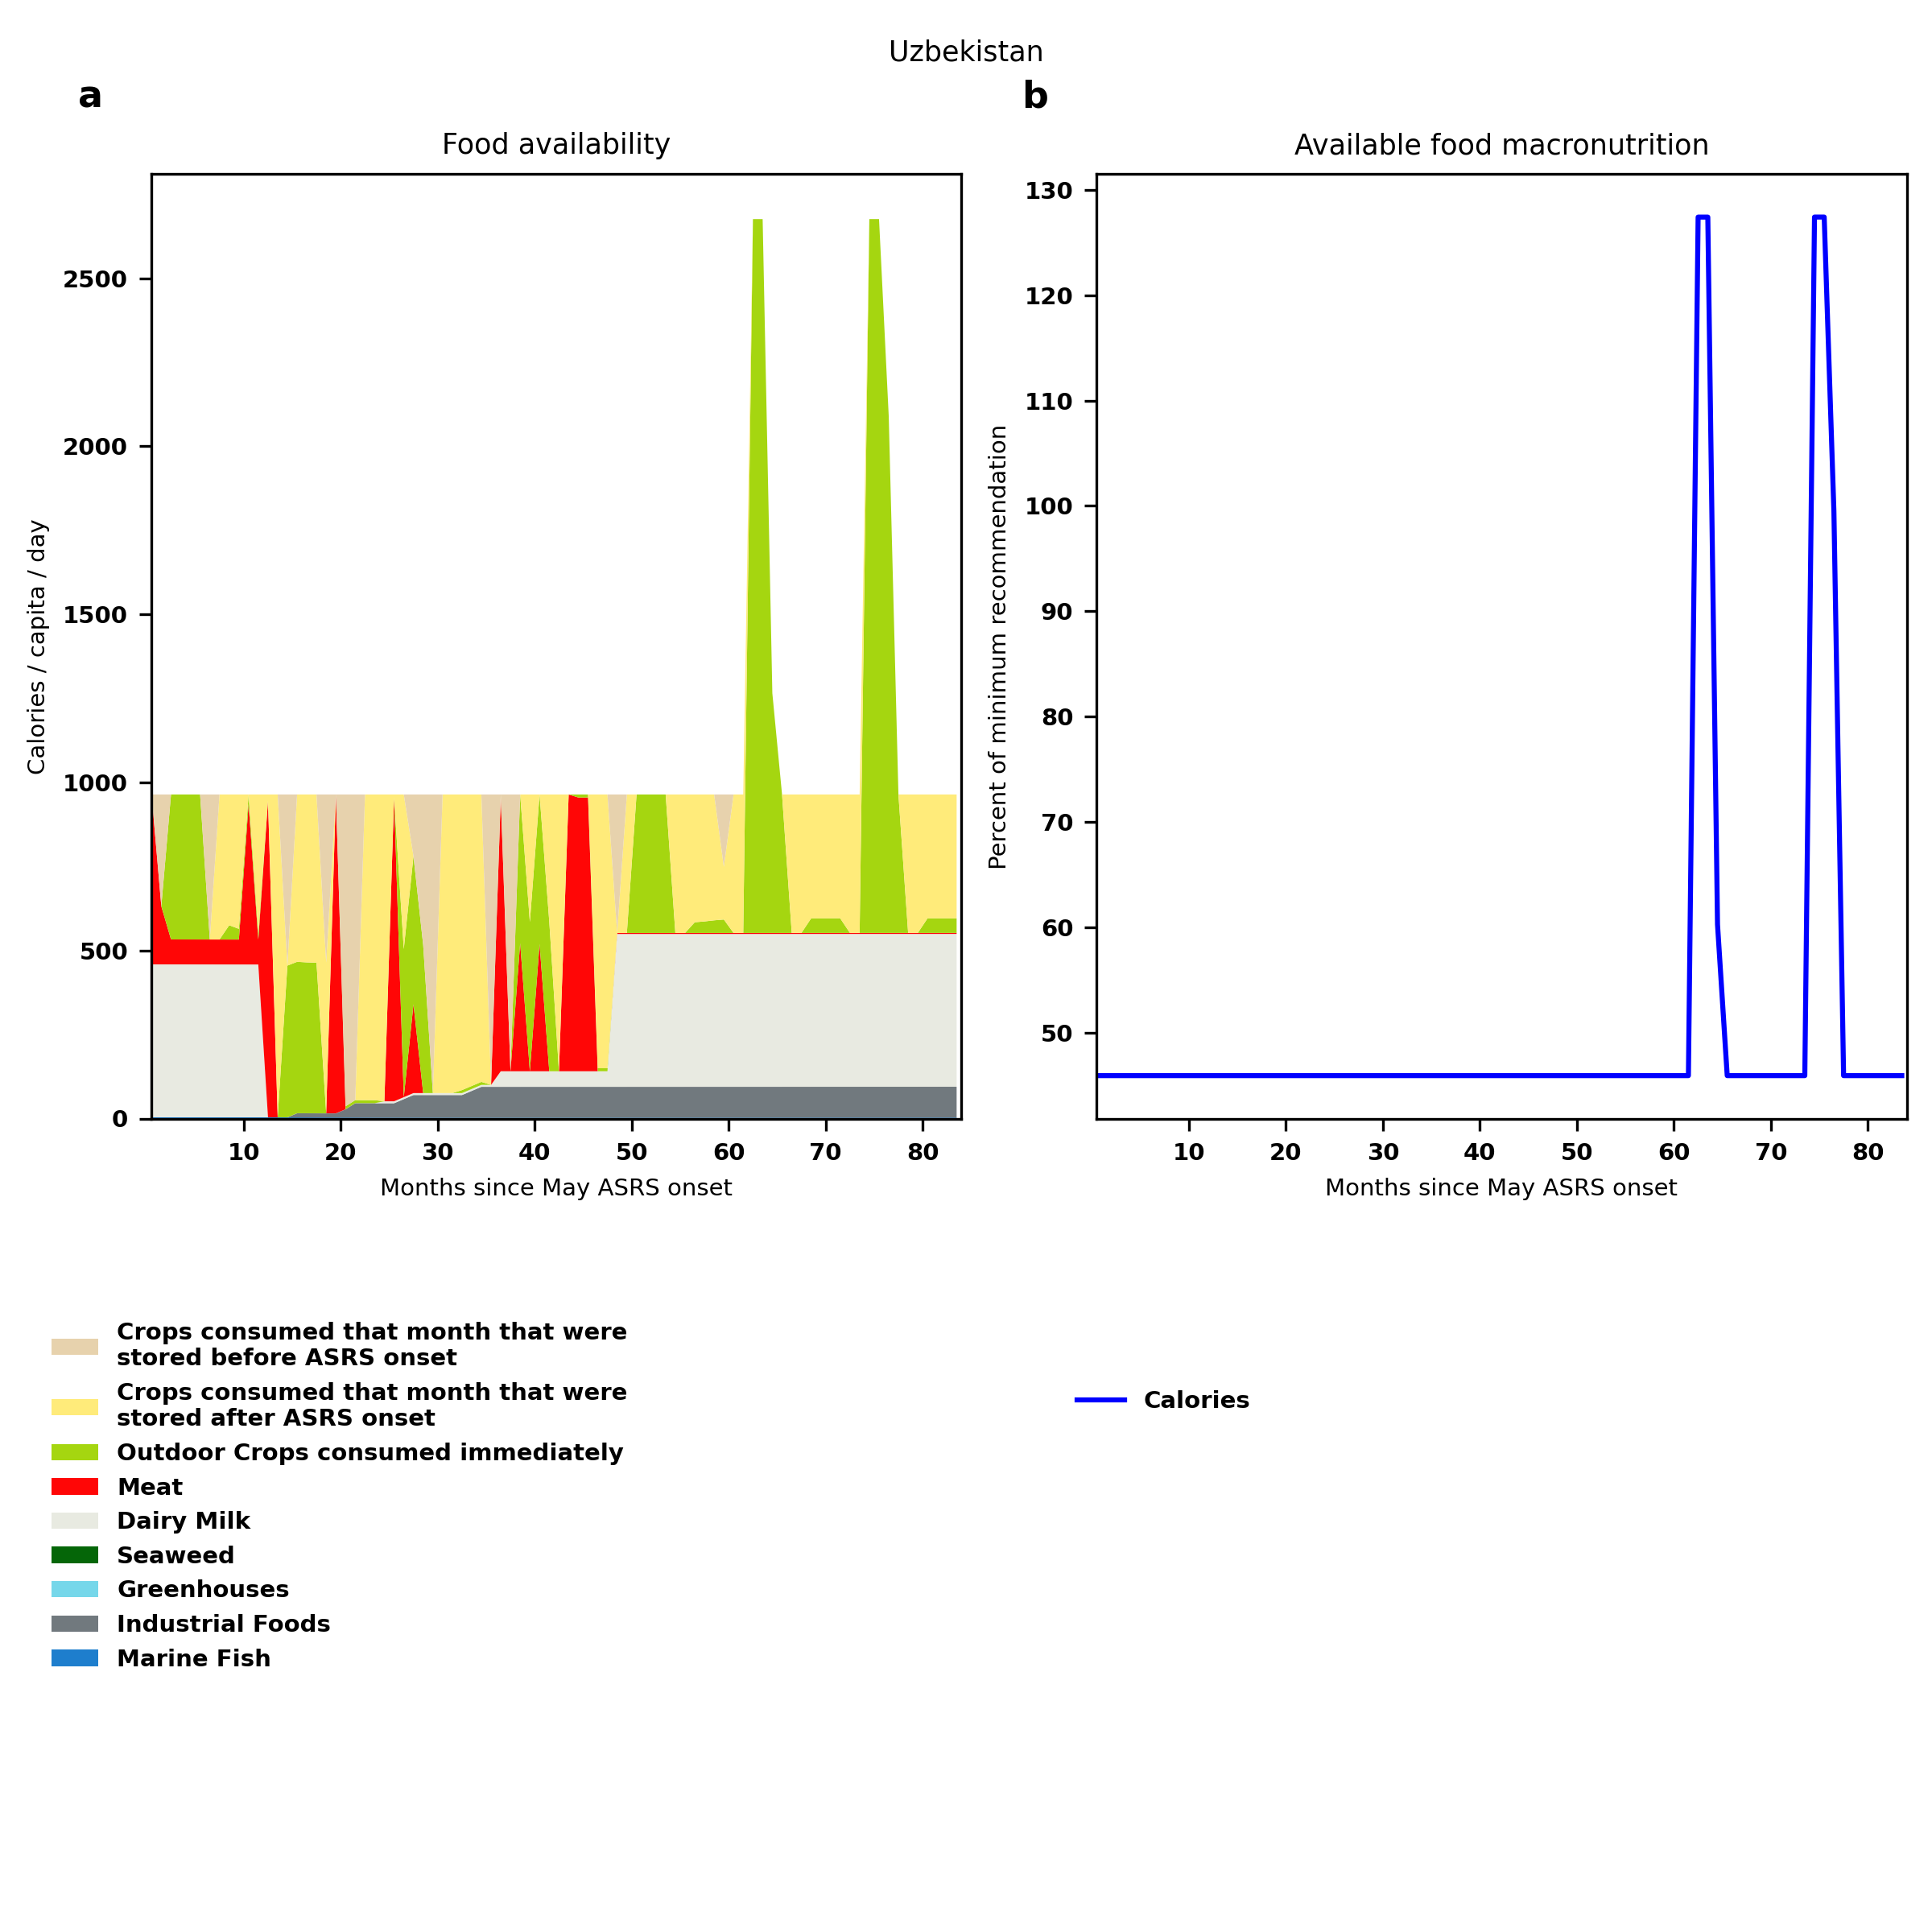 Uzbekistan
a
b
Food availability
Available food macronutrition
Calories / capita / day
2500
2000
1500
1000
500
0
10 20 30 40 50 60 70 80
Months since May ASRS onset
Percent of minimum recommendation
130
120
110
100
90
80
70
60
50
10 20 30 40 50 60 70 80
Months since May ASRS onset
Crops consumed that month that were
stored before ASRS onset
Crops consumed that month that were
stored after ASRS onset
Outdoor Crops consumed immediately
Meat
Dairy Milk
Seaweed
Greenhouses
Industrial Foods
Marine Fish
Calories